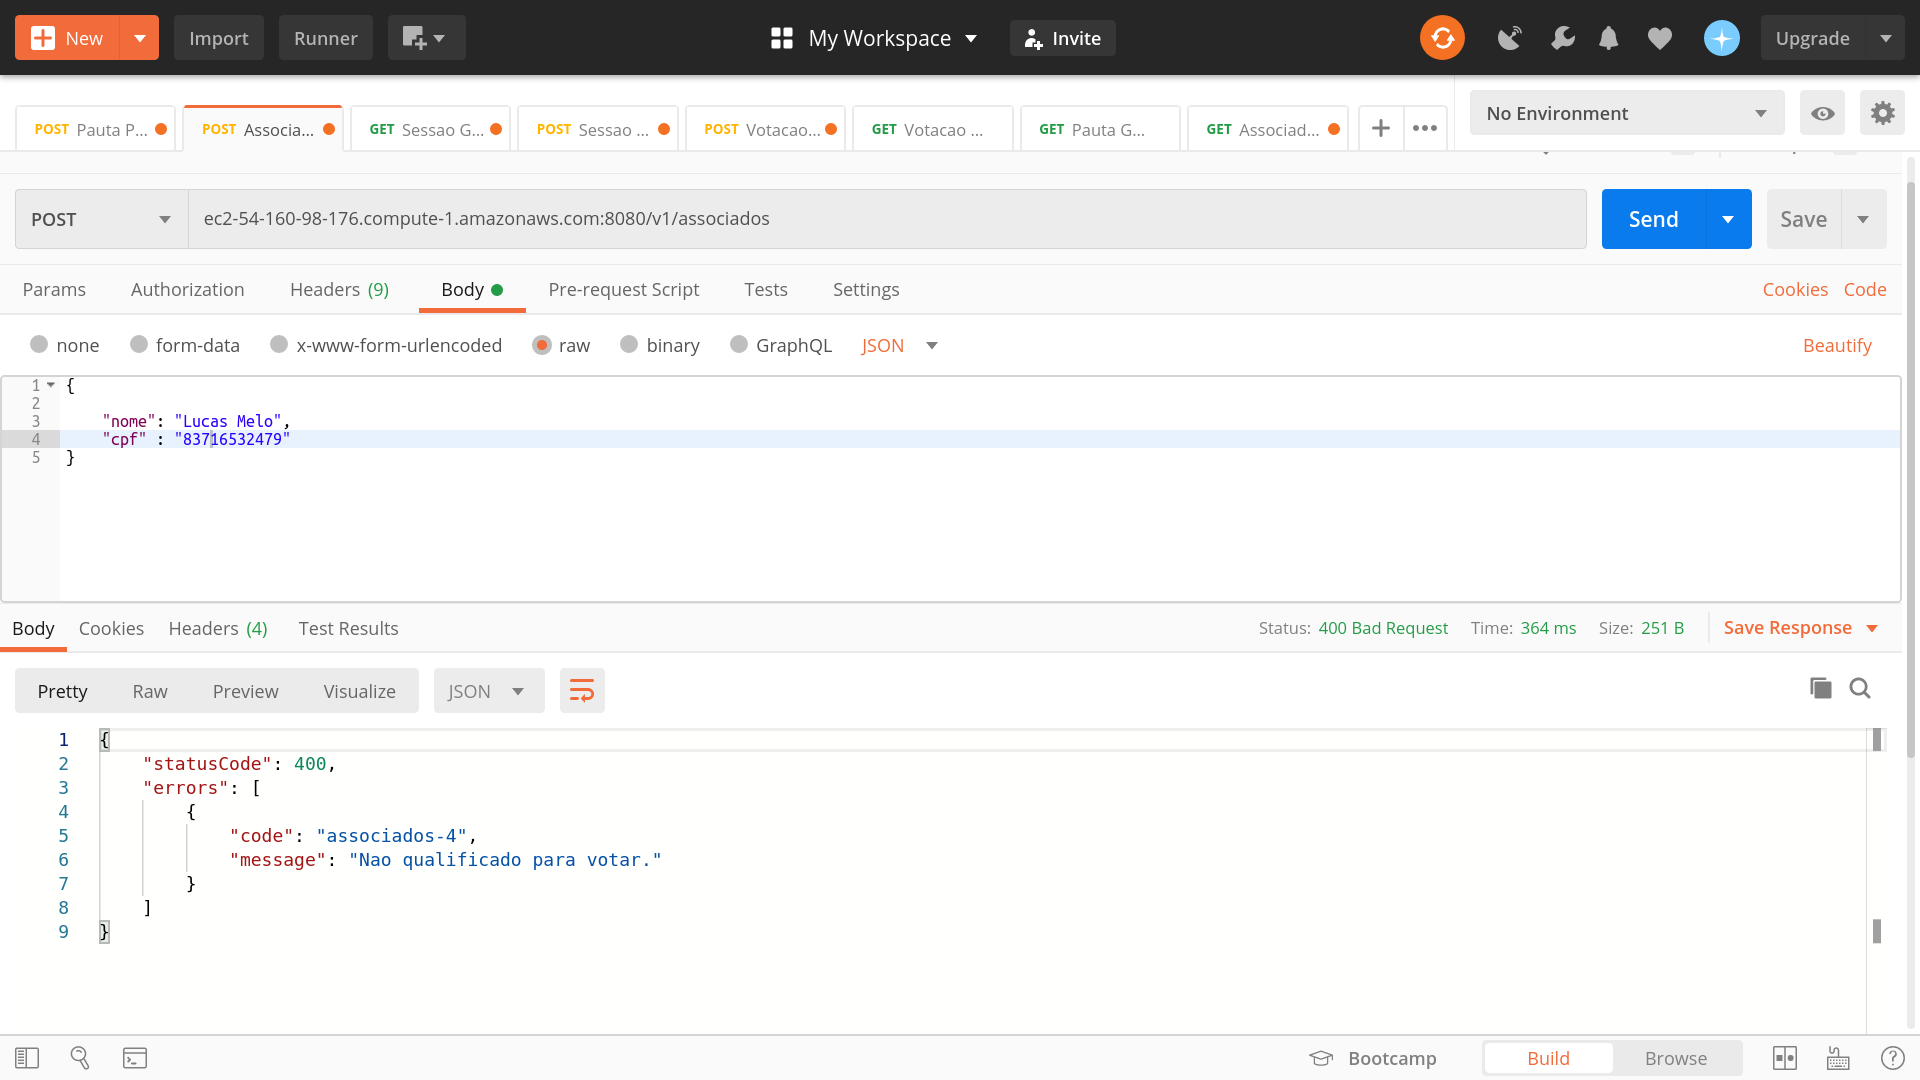 New Import Runner My Workspace Invite Upgrade
POST Pauta P... POST Associa... GET Sessao G... POST Sessao ... POST Votacao... GET Votacao ... GET Pauta G... GET Associad... No Environment
POST ec2-54-160-98-176.compute-1.amazonaws.com:8080/v1/associados Send Save
Params Authorization Headers (9) Body Pre-request Script Tests Settings Cookies Code
none form-data x-www-form-urlencoded raw binary GraphQL JSON Beautify
1 {
2
3 "nome": "Lucas Melo",
4 "cpf" : "83716532479"
5 }
Body Cookies Headers (4) Test Results Status: 400 Bad Request Time: 364 ms Size: 251 B Save Response
Pretty Raw Preview Visualize JSON
1 {
2 "statusCode": 400,
3 "errors": [
4 {
5 "code": "associados-4",
6 "message": "Nao qualificado para votar."
7 }
8 ]
9 }
Bootcamp Build Browse